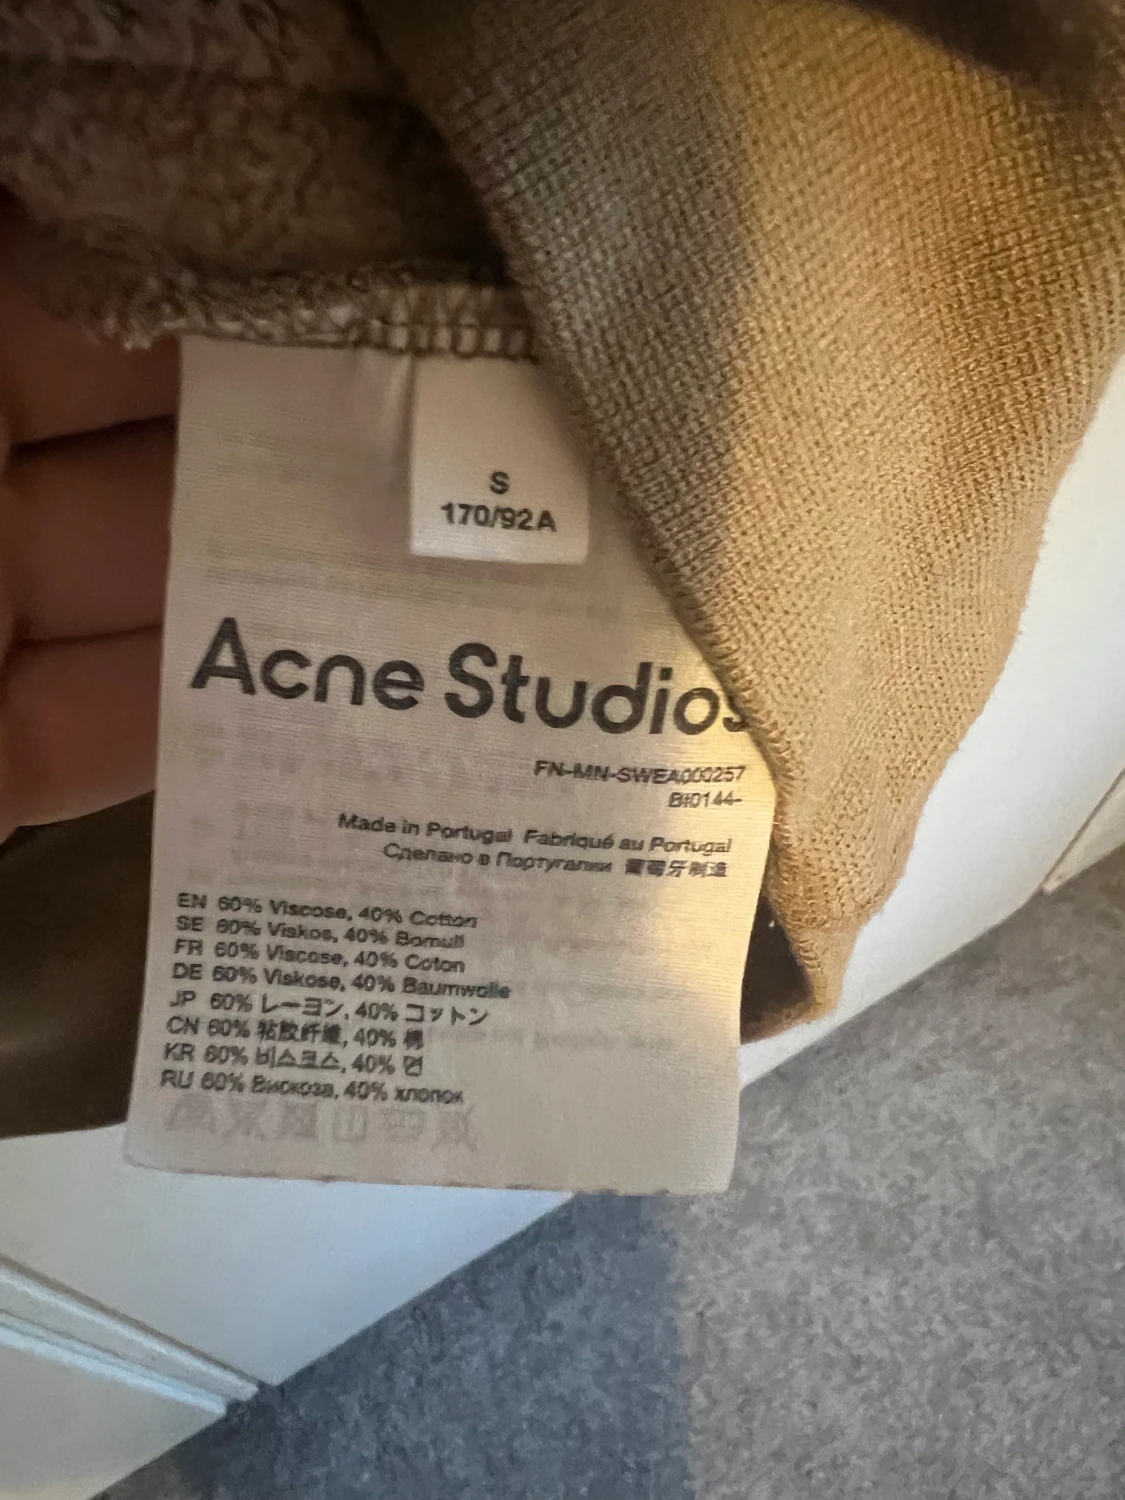 S
170/92A
Acne Studios
FN-MN-SWEA000257
BI0144-
Made in Portugal Fabriqué au Portugal
Сделано в Португалии 葡萄牙制造
EN 60% Viscose, 40% Cotton
SE 60% Viskos, 40% Bomull
FR 60% Viscose, 40% Coton
DE 60% Viskose, 40% Baumwolle
JP 60% レーヨン, 40% コットン
CN 60% 粘胶纤维, 40% 棉
KR 60% 비스코스, 40% 면
RU 60% Вискоза, 40% хлопок